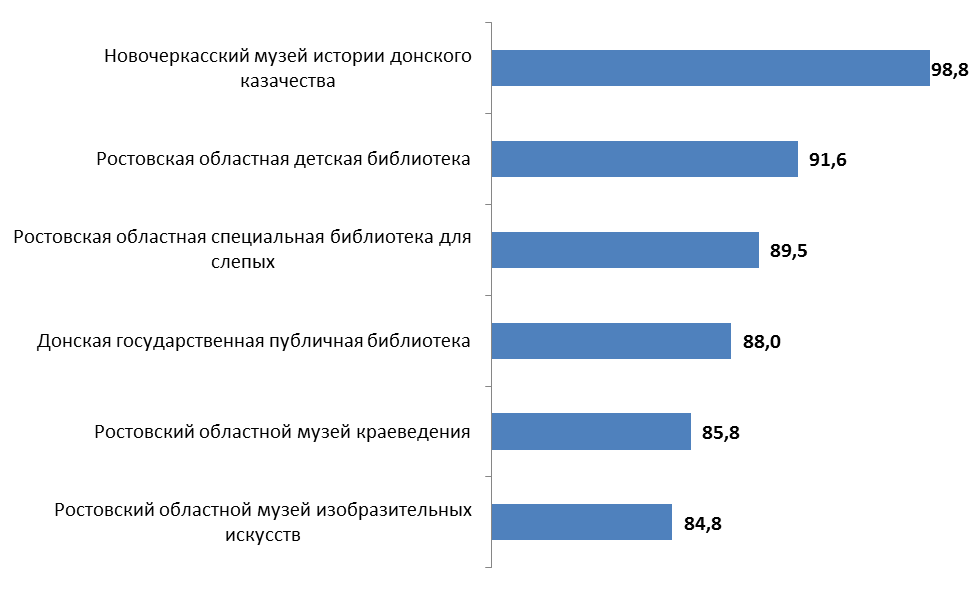 Новочеркасский музей истории донского
казачества
98,8
Ростовская областная детская библиотека
91,6
Ростовская областная специальная библиотека для
слепых
89,5
Донская государственная публичная библиотека
88,0
Ростовский областной музей краеведения
85,8
Ростовский областной музей изобразительных
искусств
84,8